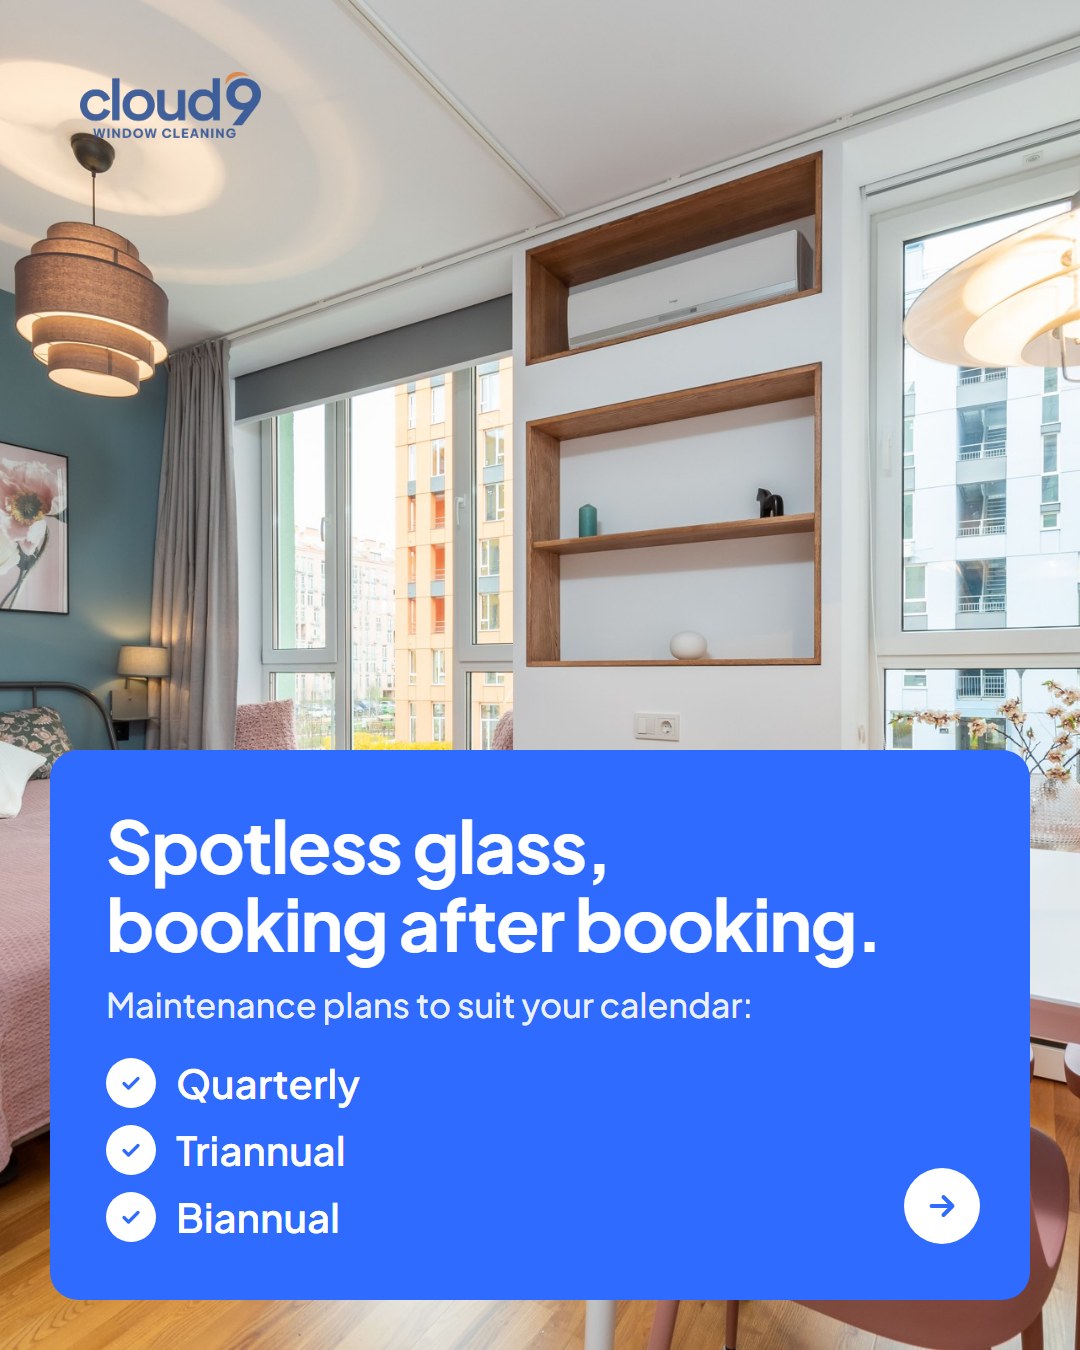 cloud9
WINDOW CLEANING
Spotless glass,
booking after booking.
Maintenance plans to suit your calendar:
Quarterly
Triannual
Biannual